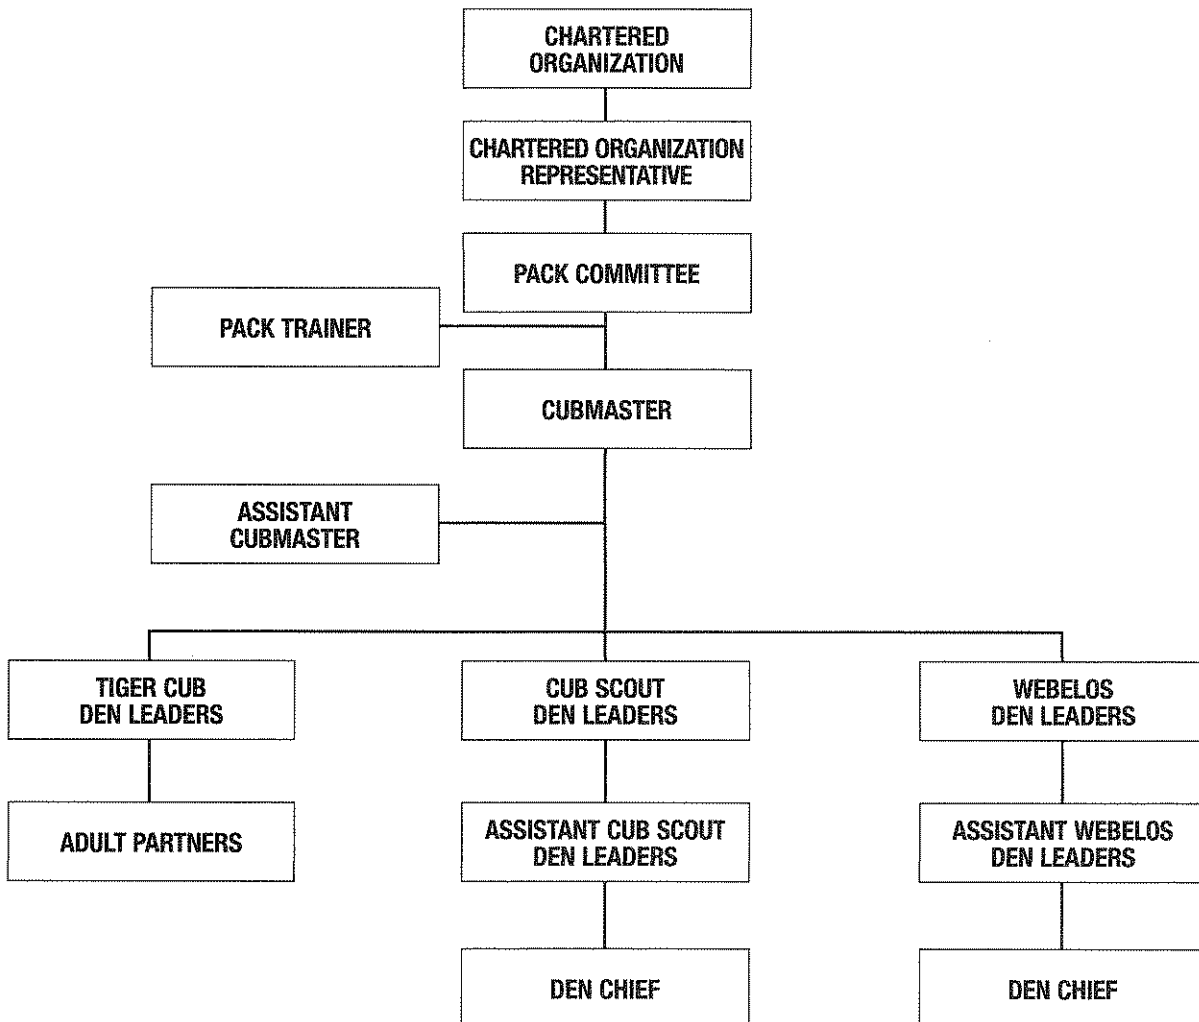 CHARTERED
ORGANIZATION
CHARTERED ORGANIZATION
REPRESENTATIVE
PACK COMMITTEE
PACK TRAINER
CUBMASTER
ASSISTANT
CUBMASTER
TIGER CUB
DEN LEADERS
CUB SCOUT
DEN LEADERS
WEBELOS
DEN LEADERS
ADULT PARTNERS
ASSISTANT CUB SCOUT
DEN LEADERS
ASSISTANT WEBELOS
DEN LEADERS
DEN CHIEF
DEN CHIEF